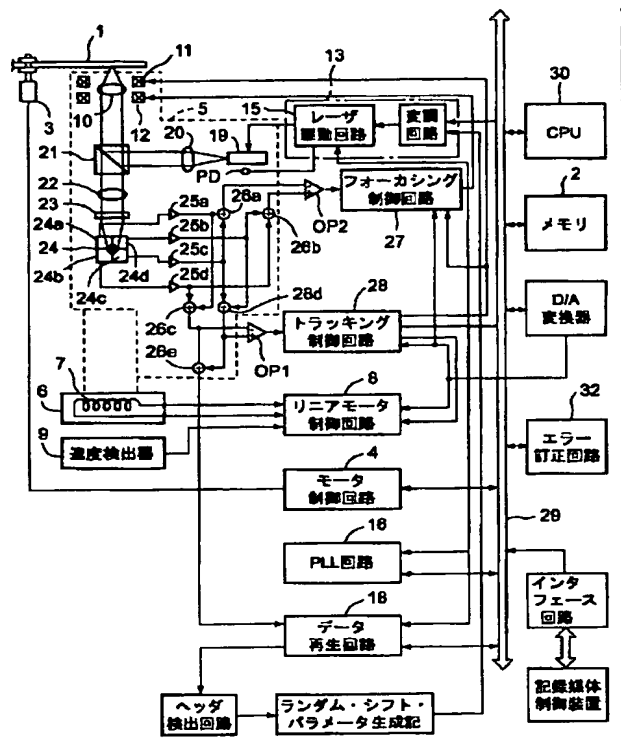 1
11
3
10
12
5
13
15
レーザ
駆動回路
変調
回路
30
CPU
21
20
19
PD
22
23
25a
25b
25c
25d
26a
26b
OP2
フォーカシング
制御回路
27
2
メモリ
24a
24
24b
24c
24d
26c
26d
26e
OP1
28
トラッキング
制御回路
D/A
変換器
6
7
8
リニアモータ
制御回路
9
速度検出器
32
エラー
訂正回路
4
モータ
制御回路
29
16
PLL回路
18
データ
再生回路
インタ
フェース
回路
記録媒体
制御装置
ヘッダ
検出回路
ランダム・シフト・
パラメータ生成記